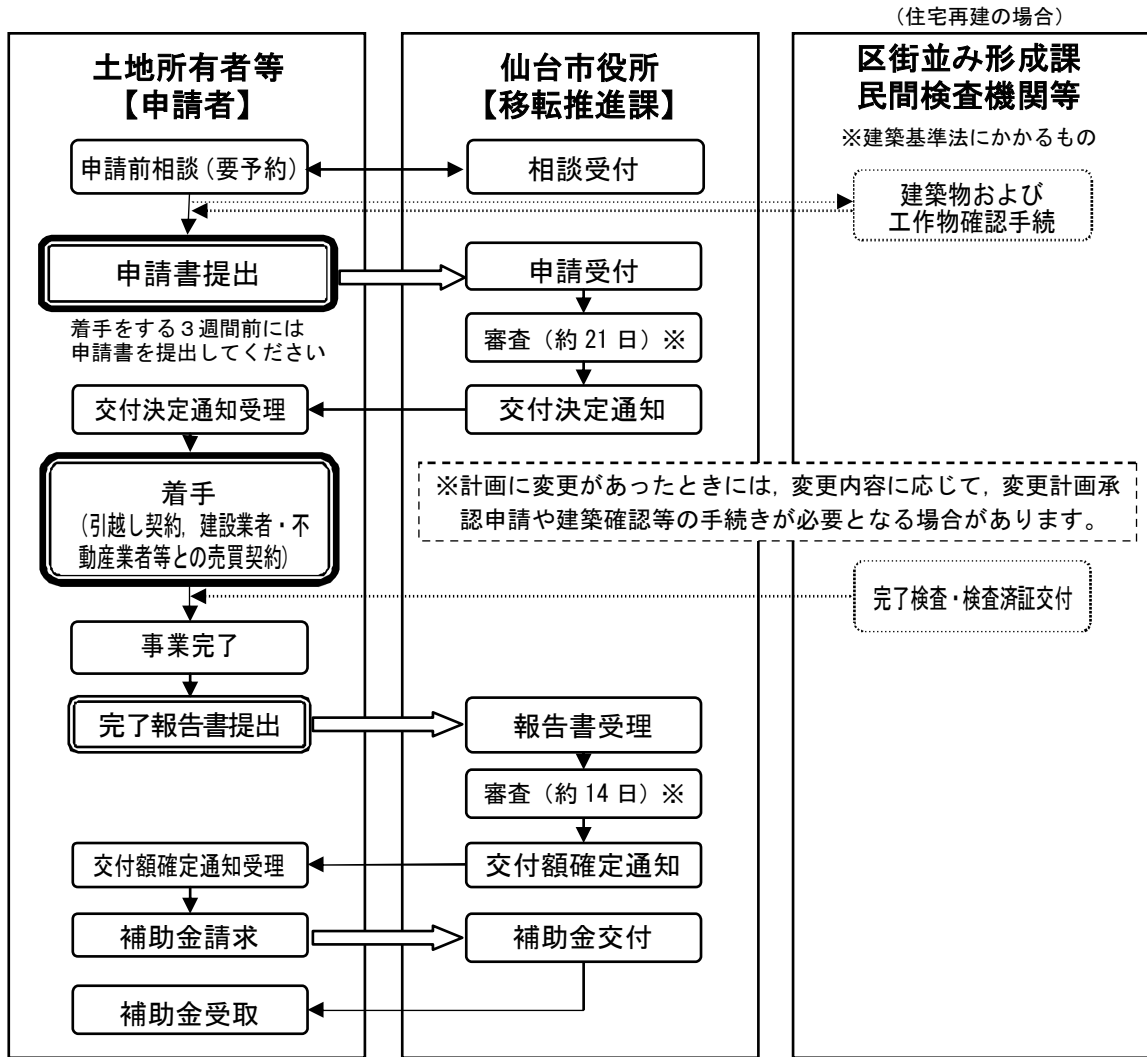 (住宅再建の場合)
土地所有者等
【申請者】
仙台市役所
【移転推進課】
区街並み形成課
民間検査機関等
※建築基準法にかかるもの
申請前相談(要予約)
相談受付
建築物および
工作物確認手続
申請書提出
申請受付
着手をする3週間前には
申請書を提出してください
審査(約21日)※
交付決定通知受理
交付決定通知
着手
(引越し契約,建設業者・不
動産業者等との売買契約)
※計画に変更があったときには,変更内容に応じて,変更計画承
認申請や建築確認等の手続きが必要となる場合があります。
完了検査・検査済証交付
事業完了
完了報告書提出
報告書受理
審査(約14日)※
交付額確定通知受理
交付額確定通知
補助金請求
補助金交付
補助金受取